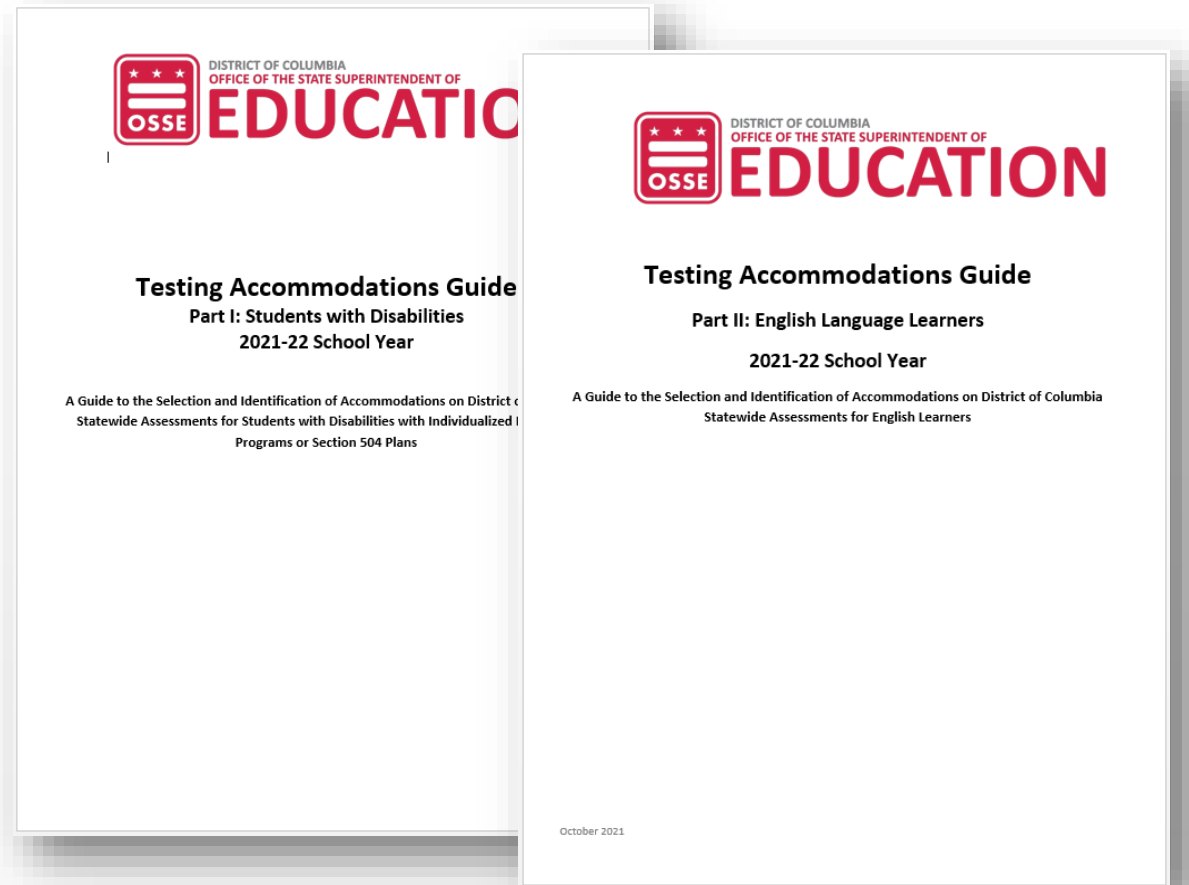 DISTRICT OF COLUMBIA
OFFICE OF THE STATE SUPERINTENDENT OF
OSSE
EDUCATIO
Testing Accommodations Guide
Part I: Students with Disabilities
2021-22 School Year
A Guide to the Selection and Identification of Accommodations on District
Statewide Assessments for Students with Disabilities with Individualized
Programs or Section 504 Plans
DISTRICT OF COLUMBIA
OFFICE OF THE STATE SUPERINTENDENT OF
OSSE
EDUCATION
Testing Accommodations Guide
Part II: English Language Learners
2021-22 School Year
A Guide to the Selection and Identification of Accommodations on District of Columbia
Statewide Assessments for English Learners
October 2021